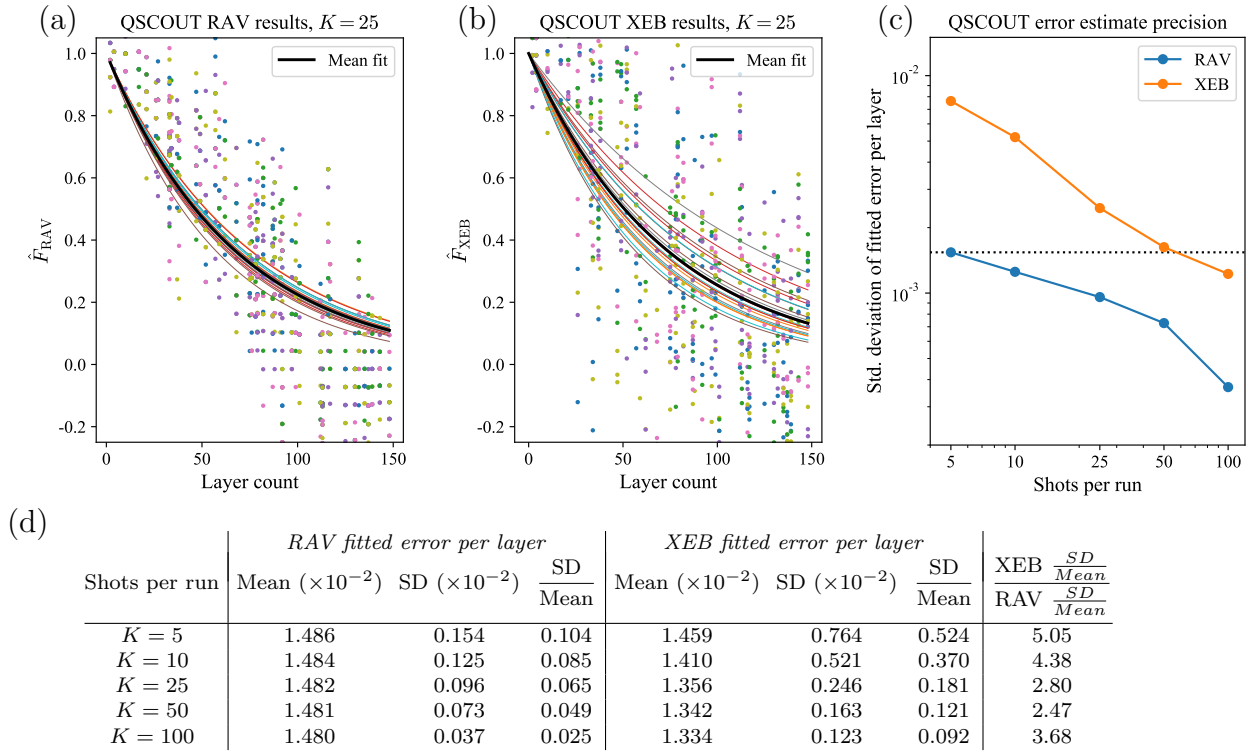 (a)
QSCOUT RAV results, K = 25
Mean fit
1.0
0.8
0.6
0.4
0.2
0.0
-0.2
F̂_RAV
0
50
100
150
Layer count
(b)
QSCOUT XEB results, K = 25
Mean fit
1.0
0.8
0.6
0.4
0.2
0.0
-0.2
F̂_XEB
0
50
100
150
Layer count
(c)
QSCOUT error estimate precision
RAV
XEB
10⁻²
10⁻³
Std. deviation of fitted error per layer
5
10
25
50
100
Shots per run
(d)
RAV fitted error per layer XEB fitted error per layer
Shots per run Mean (×10⁻²) SD (×10⁻²) SD/Mean Mean (×10⁻²) SD (×10⁻²) SD/Mean XEB SD/Mean / RAV SD/Mean
K = 5 1.486 0.154 0.104 1.459 0.764 0.524 5.05
K = 10 1.484 0.125 0.085 1.410 0.521 0.370 4.38
K = 25 1.482 0.096 0.065 1.356 0.246 0.181 2.80
K = 50 1.481 0.073 0.049 1.342 0.163 0.121 2.47
K = 100 1.480 0.037 0.025 1.334 0.123 0.092 3.68